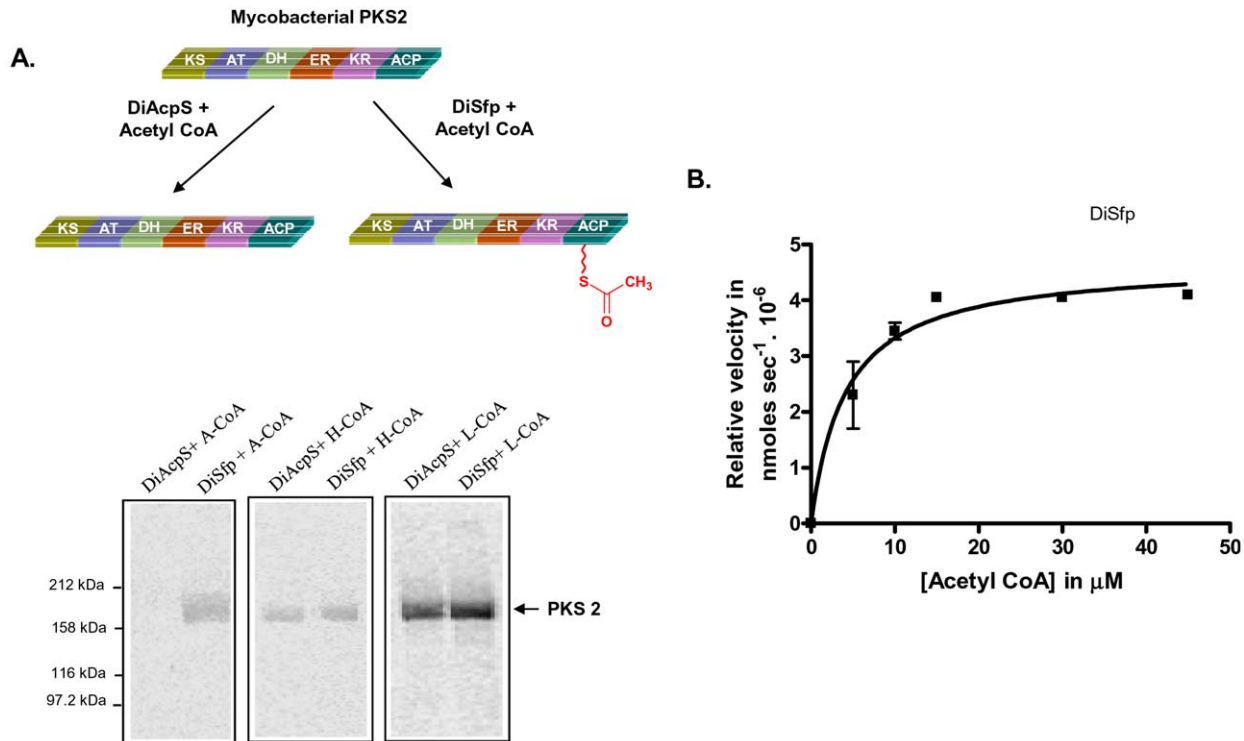 Mycobacterial PKS2
A.
KS AT DH ER KR ACP
DiAcpS +
Acetyl CoA
DiSfp +
Acetyl CoA
KS AT DH ER KR ACP
KS AT DH ER KR ACP
S CH3
O
DiAcpS+ A-CoA
DiSfp + A-CoA
DiAcpS+ H-CoA
DiSfp + H-CoA
DiAcpS+ L-CoA
DiSfp+ L-CoA
212 kDa
158 kDa
116 kDa
97.2 kDa
PKS 2
B.
DiSfp
Relative velocity in
nmoles sec-1 . 10-6
5
4
3
2
1
0
0 10 20 30 40 50
[Acetyl CoA] in μM